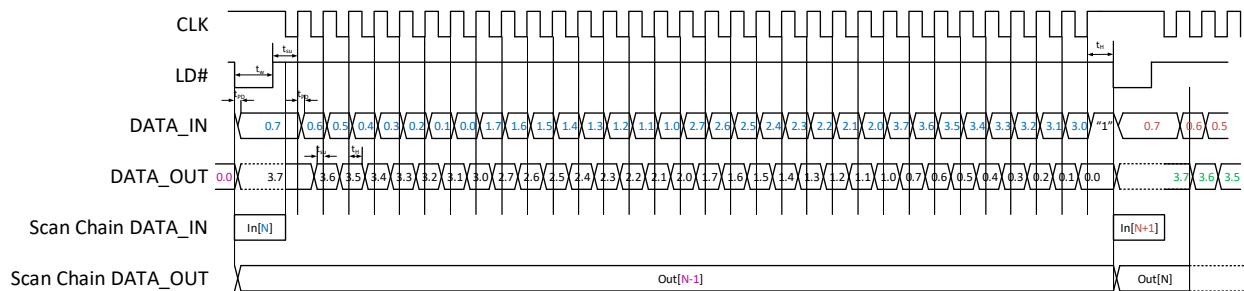 CLK
tsu
tH
LD#
tw
tPD
tPD
DATA_IN
0.7 0.6 0.5 0.4 0.3 0.2 0.1 0.0 1.7 1.6 1.5 1.4 1.3 1.2 1.1 1.0 2.7 2.6 2.5 2.4 2.3 2.2 2.1 2.0 3.7 3.6 3.5 3.4 3.3 3.2 3.1 3.0 "1" 0.7 0.6 0.5
tsu
tH
DATA_OUT
0.0 3.7 3.6 3.5 3.4 3.3 3.2 3.1 3.0 2.7 2.6 2.5 2.4 2.3 2.2 2.1 2.0 1.7 1.6 1.5 1.4 1.3 1.2 1.1 1.0 0.7 0.6 0.5 0.4 0.3 0.2 0.1 0.0 3.7 3.6 3.5
Scan Chain DATA_IN
In[N]
In[N+1]
Scan Chain DATA_OUT
Out[N-1]
Out[N]